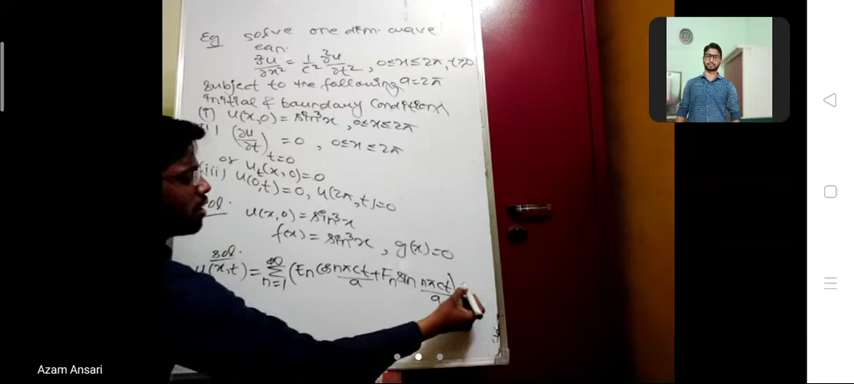 Eg solve one dim. wave
eqn.
∂²u/∂x² = 1/c² ∂²u/∂t², 0≤x≤2π, t≥0
subject to the following a=2π
initial & boundary conditions
(i) u(x,0) = sin³x, 0≤x≤2π
(∂u/∂t)t=0 = 0, 0≤x≤2π
or ut(x,0)=0
(iii) u(0,t)=0, u(2π,t)=0
Sol.
u(x,0) = sin³x
f(x) = sin³x, g(x)=0
sol.
u(x,t) = ∞Σn=1 (En cos nπct/a + Fn sin nπct/a)
Azam Ansari